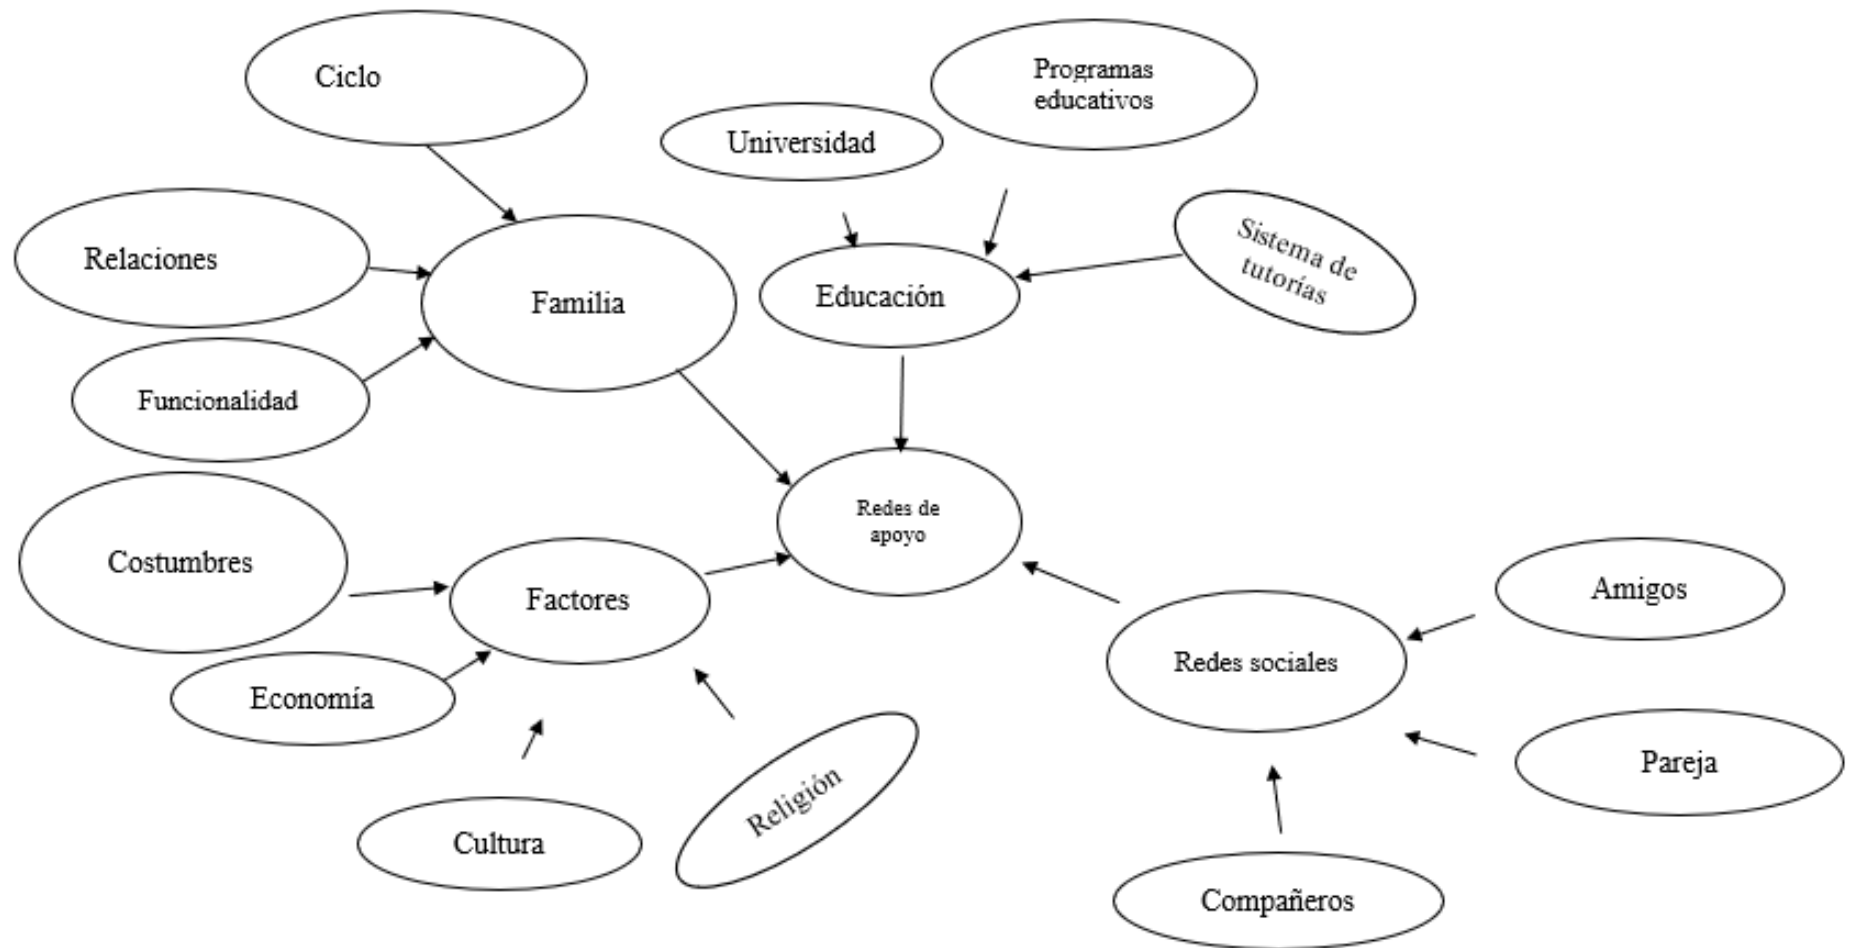 Ciclo
Programas
educativos
Universidad
Relaciones
Sistema de
tutorías
Familia
Educación
Funcionalidad
Redes de
apoyo
Costumbres
Factores
Amigos
Redes sociales
Economía
Pareja
Religión
Cultura
Compañeros